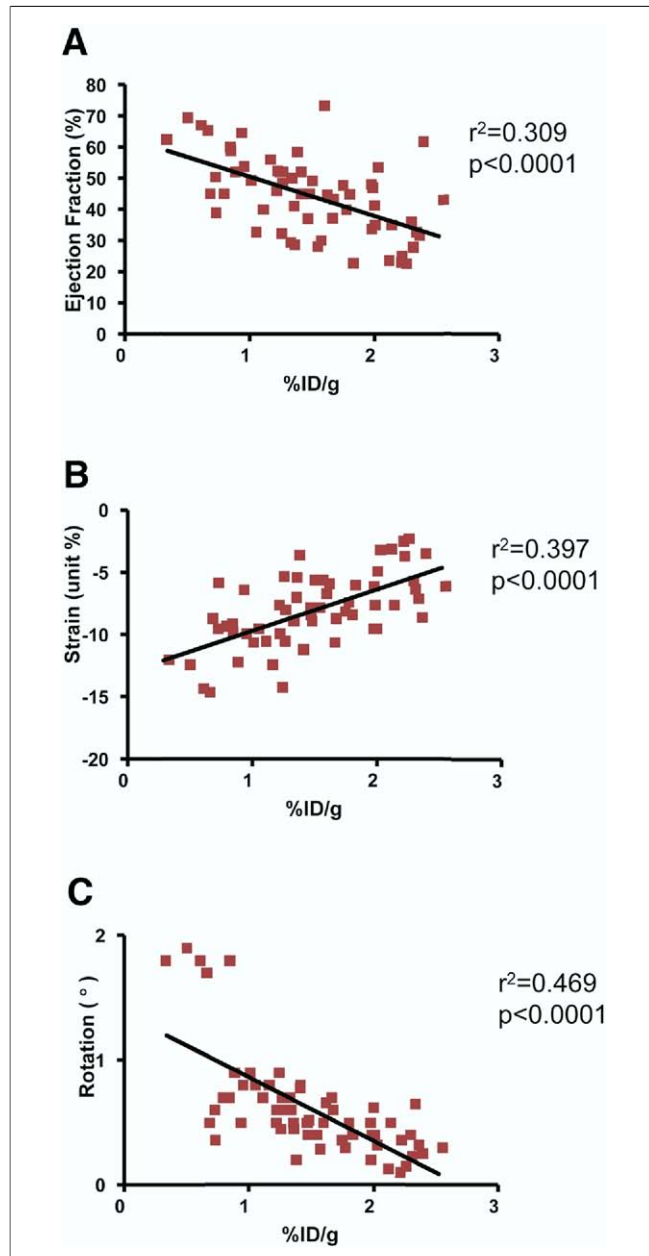 A
80
70
60
50
40
30
20
10
0
Ejection Fraction (%)
r²=0.309
p<0.0001
0 1 2 3
%ID/g
B
0
-5
-10
-15
-20
Strain (unit %)
r²=0.397
p<0.0001
0 1 2 3
%ID/g
C
2
1
0
Rotation ( ° )
r²=0.469
p<0.0001
0 1 2 3
%ID/g